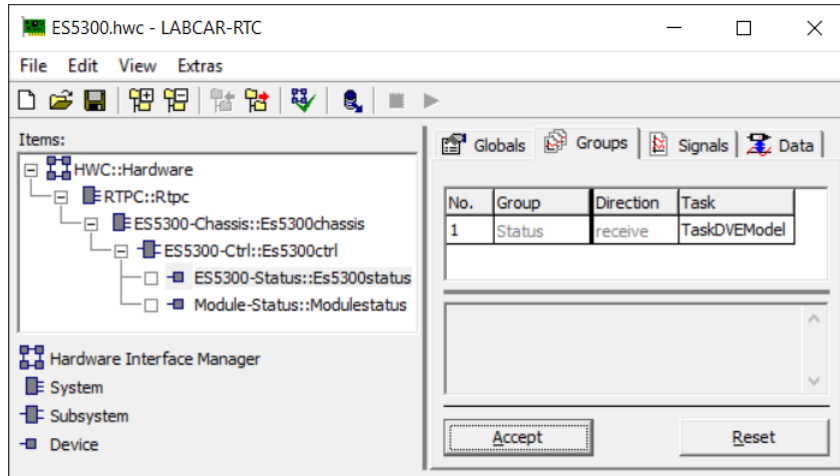 ES5300.hwc - LABCAR-RTC
File Edit View Extras
Items:
HWC::Hardware
RTPC::Rtpc
ES5300-Chassis::Es5300chassis
ES5300-Ctrl::Es5300ctrl
ES5300-Status::Es5300status
Module-Status::Modulestatus
Hardware Interface Manager
System
Subsystem
Device
Globals Groups Signals Data
No. Group Direction Task
1 Status receive TaskDVEModel
Accept Reset